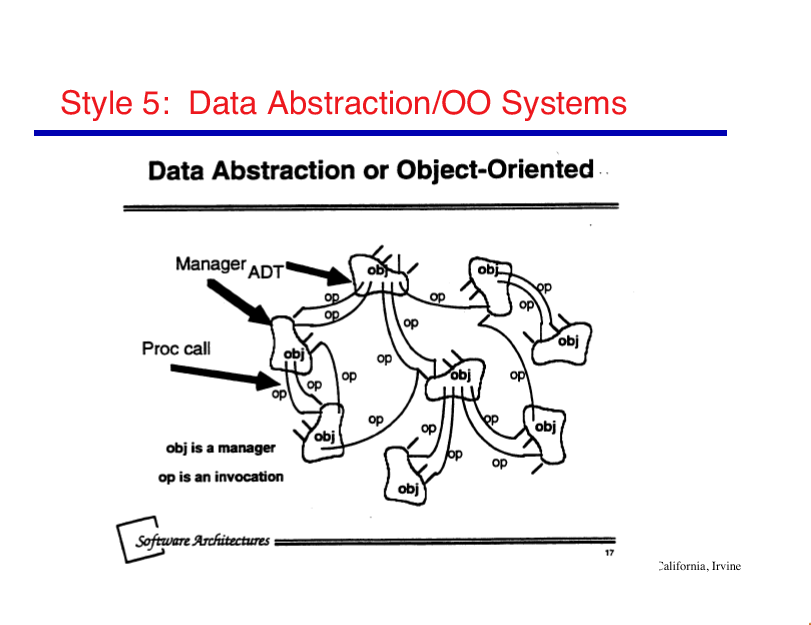 Style 5: Data Abstraction/OO Systems
Data Abstraction or Object-Oriented
Manager
ADT
obj
obj
op
op
op
op
op
op
obj
Proc call
obj
op
obj
op
op
op
op
op
op
obj
obj
obj is a manager
op
op
op
op is an invocation
obj
Software Architectures
17
California, Irvine